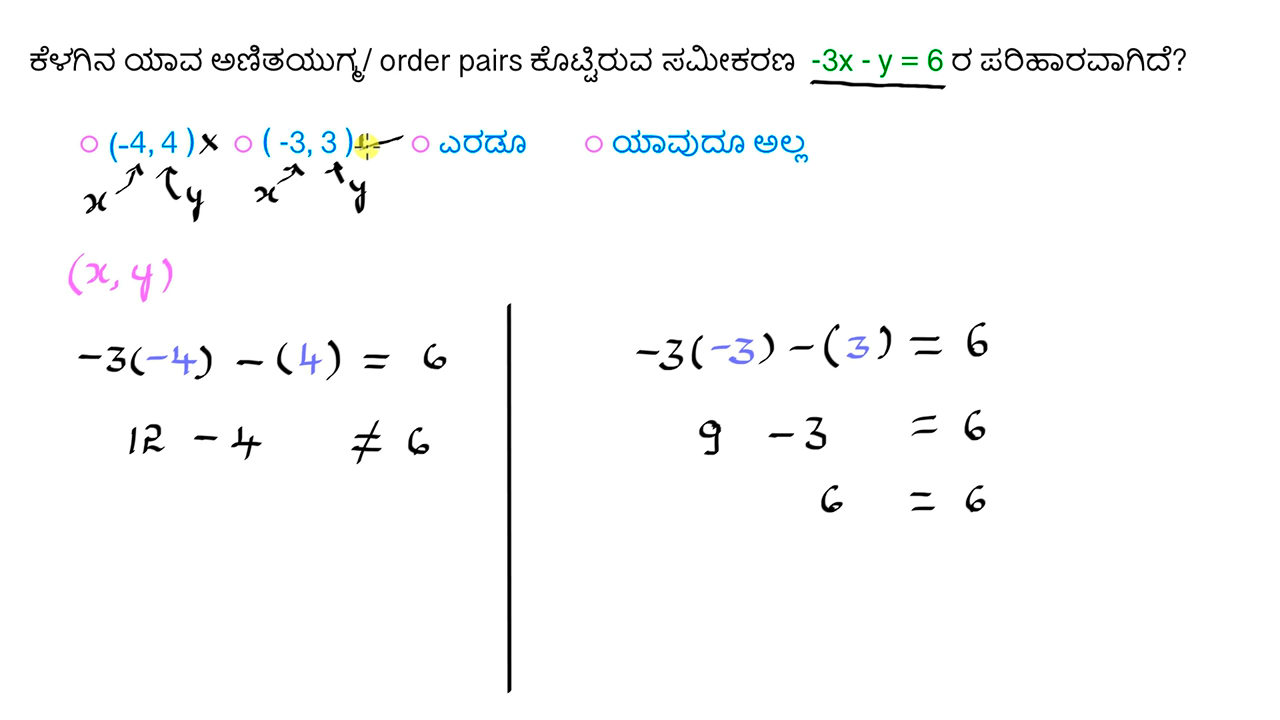 ಕೆಳಗಿನ ಯಾವ ಅಣಿತಯುಗ್ಮ/ order pairs ಕೊಟ್ಟಿರುವ ಸಮೀಕರಣ -3x - y = 6 ರ ಪರಿಹಾರವಾಗಿದೆ?
(-4, 4) × (-3, 3) ಎರಡೂ ಯಾವುದೂ ಅಲ್ಲ
x y x y
(x, y)
-3(-4) - (4) = 6
12 - 4 ≠ 6
-3(-3) - (3) = 6
9 - 3 = 6
6 = 6